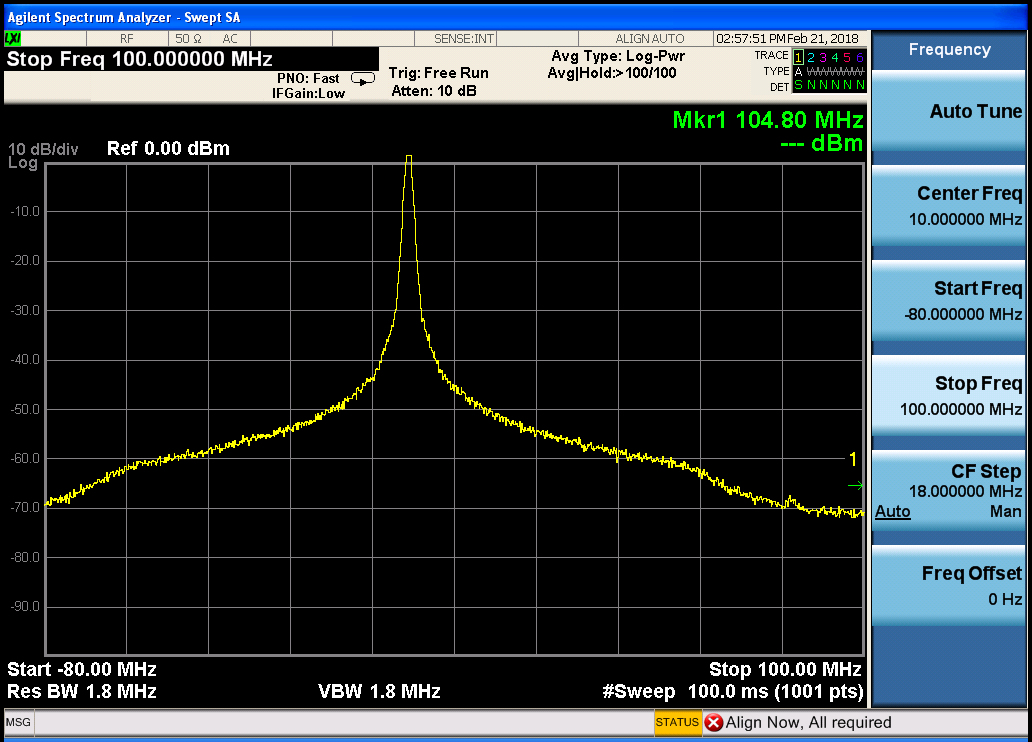 Agilent Spectrum Analyzer - Swept SA
LXI RF 50 Ω AC SENSE:INT ALIGN AUTO 02:57:51 PM Feb 21, 2018
Frequency
Stop Freq 100.000000 MHz
PNO: Fast
IFGain:Low
Trig: Free Run
Atten: 10 dB
Avg Type: Log-Pwr
Avg|Hold:>100/100
TRACE 1 2 3 4 5 6
TYPE A WWWWW
DET S N N N N N
Mkr1 104.80 MHz
--- dBm
10 dB/div
Log
Ref 0.00 dBm
-10.0
-20.0
-30.0
-40.0
-50.0
-60.0
-70.0
-80.0
-90.0
1
Start -80.00 MHz
Stop 100.00 MHz
Res BW 1.8 MHz
VBW 1.8 MHz
#Sweep 100.0 ms (1001 pts)
Auto Tune
Center Freq
10.000000 MHz
Start Freq
-80.000000 MHz
Stop Freq
100.000000 MHz
CF Step
18.000000 MHz
Auto Man
Freq Offset
0 Hz
MSG
STATUS
Align Now, All required